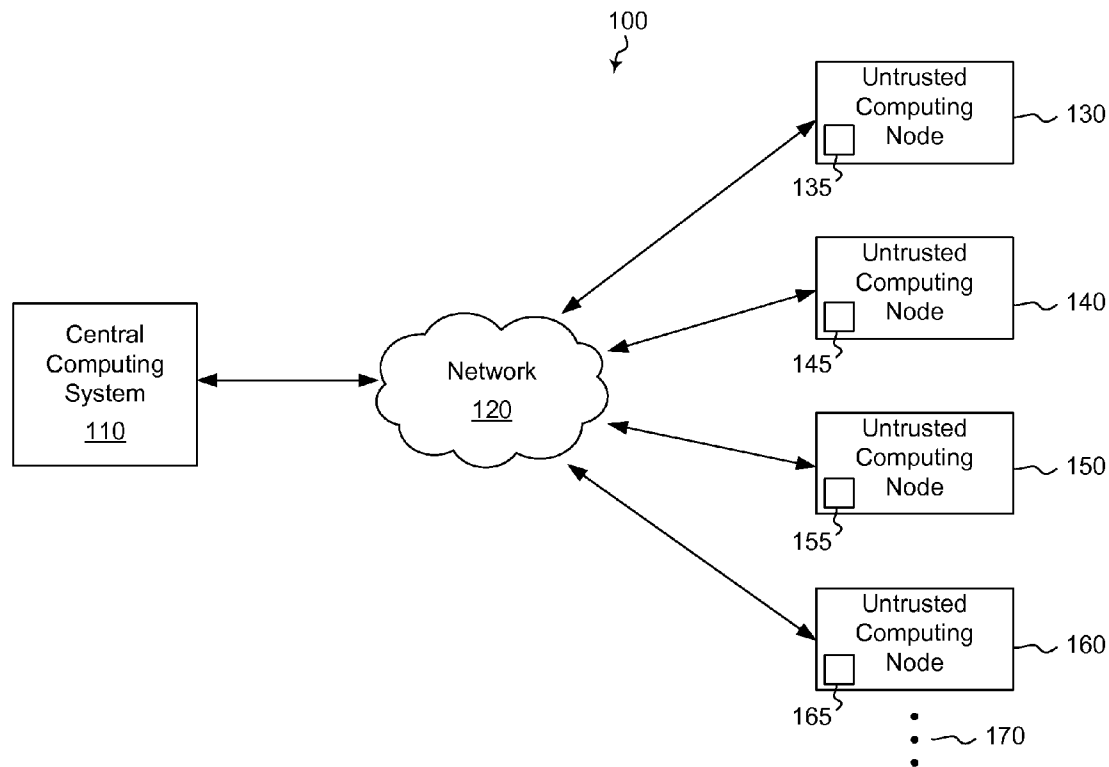 100
Untrusted
Computing
Node
130
135
Untrusted
Computing
Node
140
145
Central
Computing
System
110
Network
120
Untrusted
Computing
Node
150
155
Untrusted
Computing
Node
160
165
170